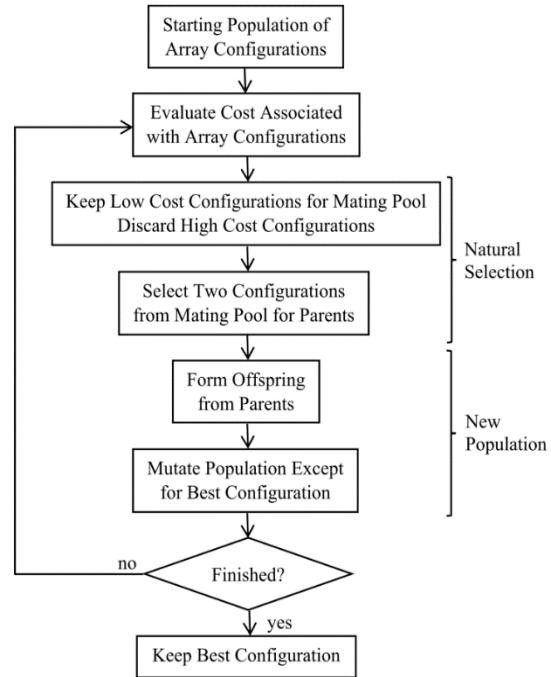 Starting Population of
Array Configurations
Evaluate Cost Associated
with Array Configurations
Keep Low Cost Configurations for Mating Pool
Discard High Cost Configurations
Natural
Selection
Select Two Configurations
from Mating Pool for Parents
Form Offspring
from Parents
New
Population
Mutate Population Except
for Best Configuration
no
Finished?
yes
Keep Best Configuration